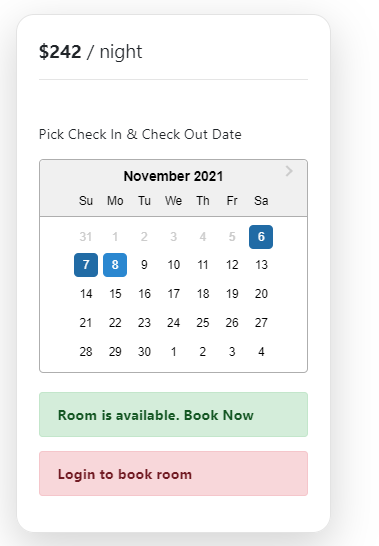 $242 / night
Pick Check In & Check Out Date
November 2021
Su Mo Tu We Th Fr Sa
31 1 2 3 4 5 6
7 8 9 10 11 12 13
14 15 16 17 18 19 20
21 22 23 24 25 26 27
28 29 30 1 2 3 4
Room is available. Book Now
Login to book room